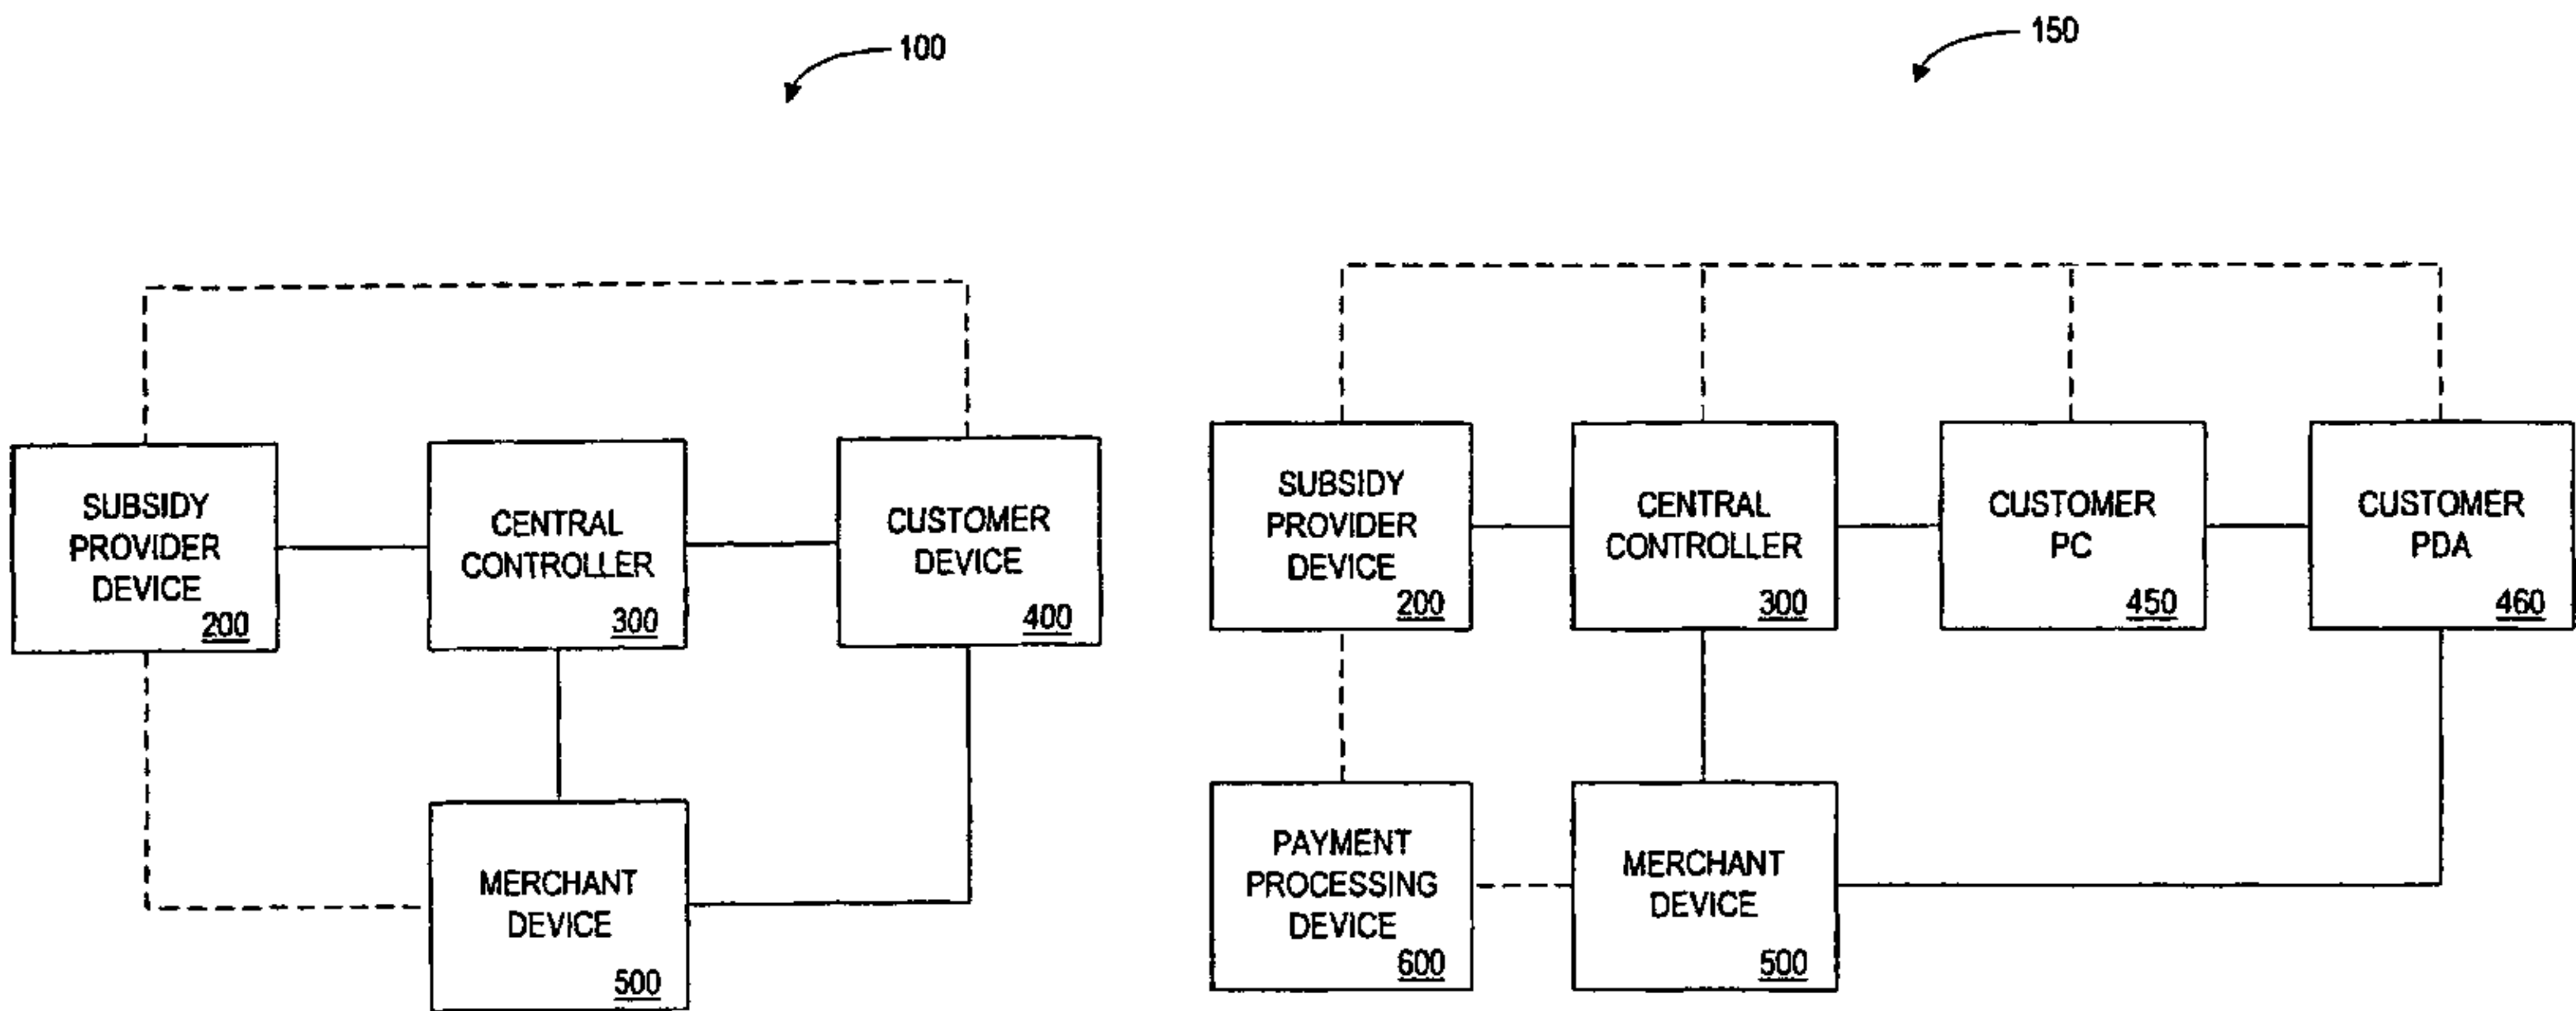 100
SUBSIDY
PROVIDER
DEVICE
200
CENTRAL
CONTROLLER
300
CUSTOMER
DEVICE
400
MERCHANT
DEVICE
500
150
SUBSIDY
PROVIDER
DEVICE
200
CENTRAL
CONTROLLER
300
CUSTOMER
PC
450
CUSTOMER
PDA
460
PAYMENT
PROCESSING
DEVICE
600
MERCHANT
DEVICE
500